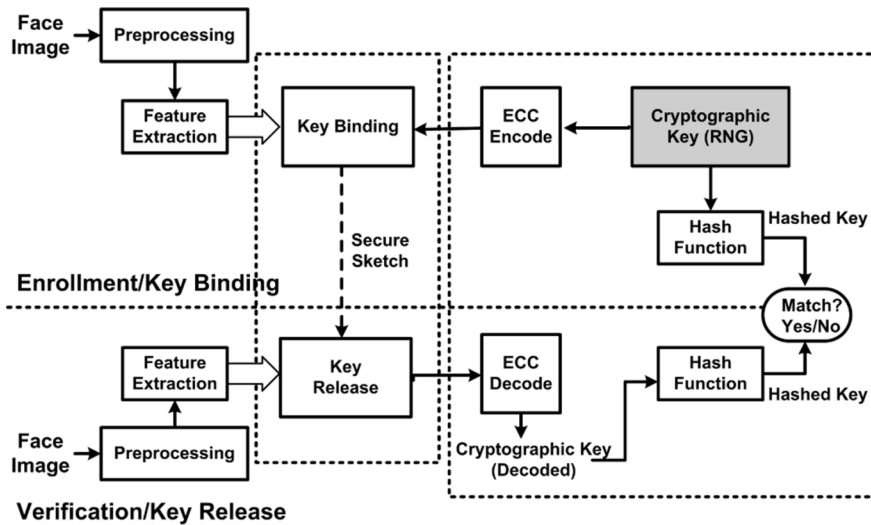 Face
Image
Preprocessing
Feature
Extraction
Key Binding
ECC
Encode
Cryptographic
Key (RNG)
Hash
Function
Hashed Key
Secure
Sketch
Enrollment/Key Binding
Match?
Yes/No
Feature
Extraction
Key
Release
ECC
Decode
Hash
Function
Hashed Key
Face
Image
Preprocessing
Cryptographic Key
(Decoded)
Verification/Key Release